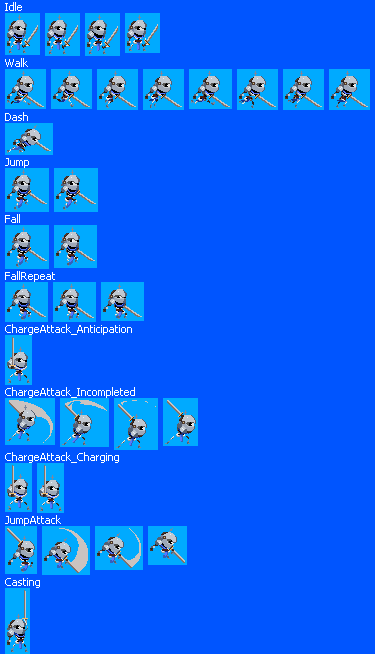 Idle
Walk
Dash
Jump
Fall
FallRepeat
ChargeAttack_Anticipation
ChargeAttack_Incompleted
ChargeAttack_Charging
JumpAttack
Casting